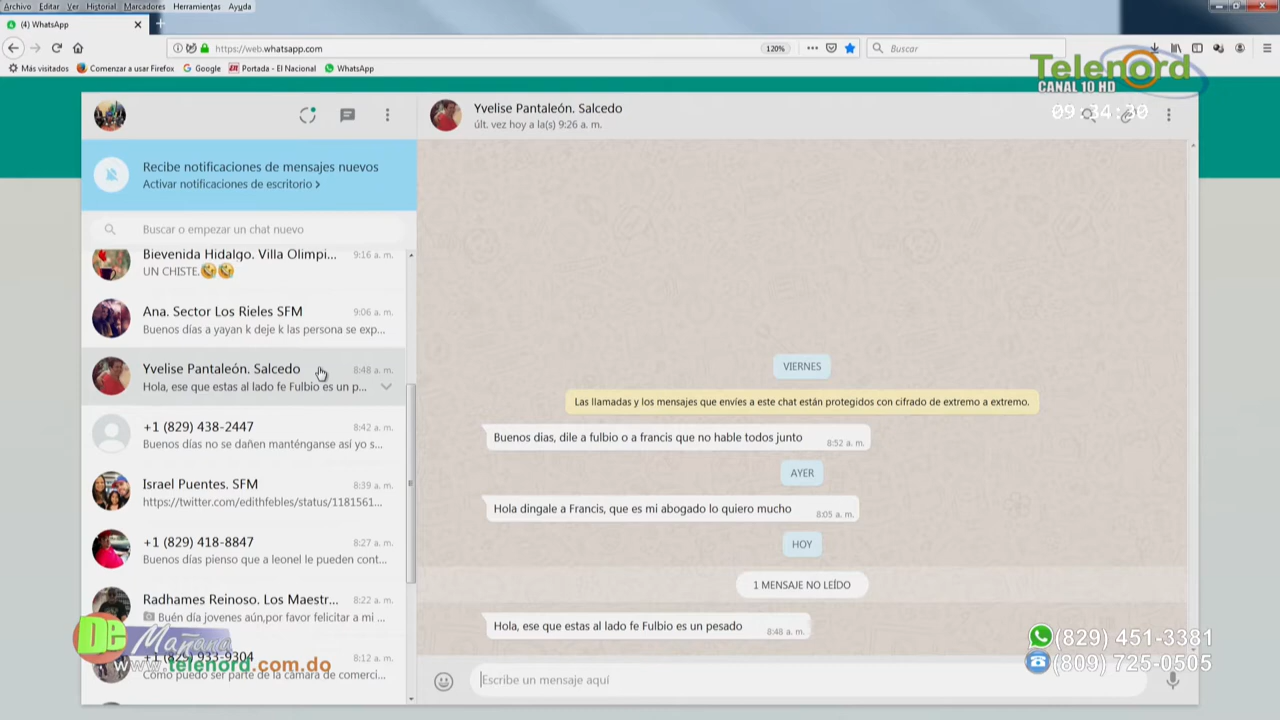 Archivo Editar Ver Historial Marcadores Herramientas Ayuda
(4) WhatsApp
https://web.whatsapp.com
120%
Buscar
Más visitados
Comenzar a usar Firefox
Google
Portada - El Nacional
WhatsApp
Telenord
CANAL 10 HD
09:34:30
Yvelise Pantaleón. Salcedo
últ. vez hoy a la(s) 9:26 a. m.
Recibe notificaciones de mensajes nuevos
Activar notificaciones de escritorio >
Buscar o empezar un chat nuevo
Bievenida Hidalgo. Villa Olimpi... 9:16 a. m.
UN CHISTE.🤣🤣
Ana. Sector Los Rieles SFM 9:06 a. m.
Buenos días a yayan k deje k las persona se exp...
Yvelise Pantaleón. Salcedo 8:48 a. m.
Hola, ese que estas al lado fe Fulbio es un p...
+1 (829) 438-2447 8:42 a. m.
Buenos días no se dañen manténganse así yo s...
Israel Puentes. SFM 8:39 a. m.
https://twitter.com/edithfebles/status/1181561...
+1 (829) 418-8847 8:27 a. m.
Buenos días pienso que a leonel le pueden cont...
Radhames Reinoso. Los Maestr... 8:22 a. m.
Buén día jovenes aún,por favor felicitar a mi ...
+1 (829) 933-9304 8:12 a. m.
Como puedo ser parte de la cámara de comerci...
VIERNES
Las llamadas y los mensajes que envíes a este chat están protegidos con cifrado de extremo a extremo.
Buenos dias, dile a fulbio o a francis que no hable todos junto 8:52 a. m.
AYER
Hola dingale a Francis, que es mi abogado lo quiero mucho 8:05 a. m.
HOY
1 MENSAJE NO LEÍDO
Hola, ese que estas al lado fe Fulbio es un pesado 8:48 a. m.
Escribe un mensaje aquí
De Mañana
www.telenord.com.do
(829) 451-3381
(809) 725-0505